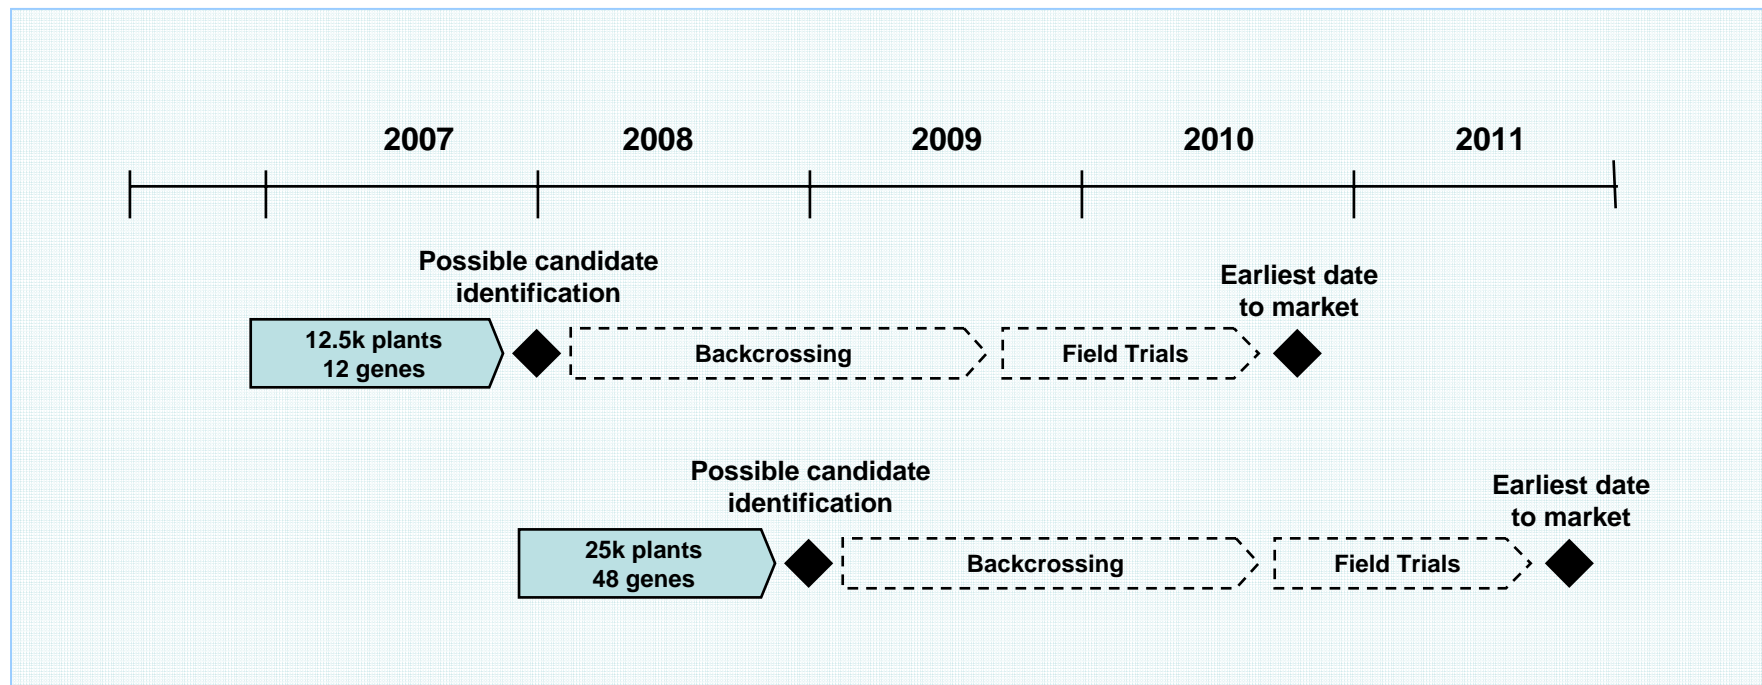 2007 2008 2009 2010 2011
Possible candidate
identification
Earliest date
to market
12.5k plants
12 genes
Backcrossing
Field Trials
Possible candidate
identification
Earliest date
to market
25k plants
48 genes
Backcrossing
Field Trials